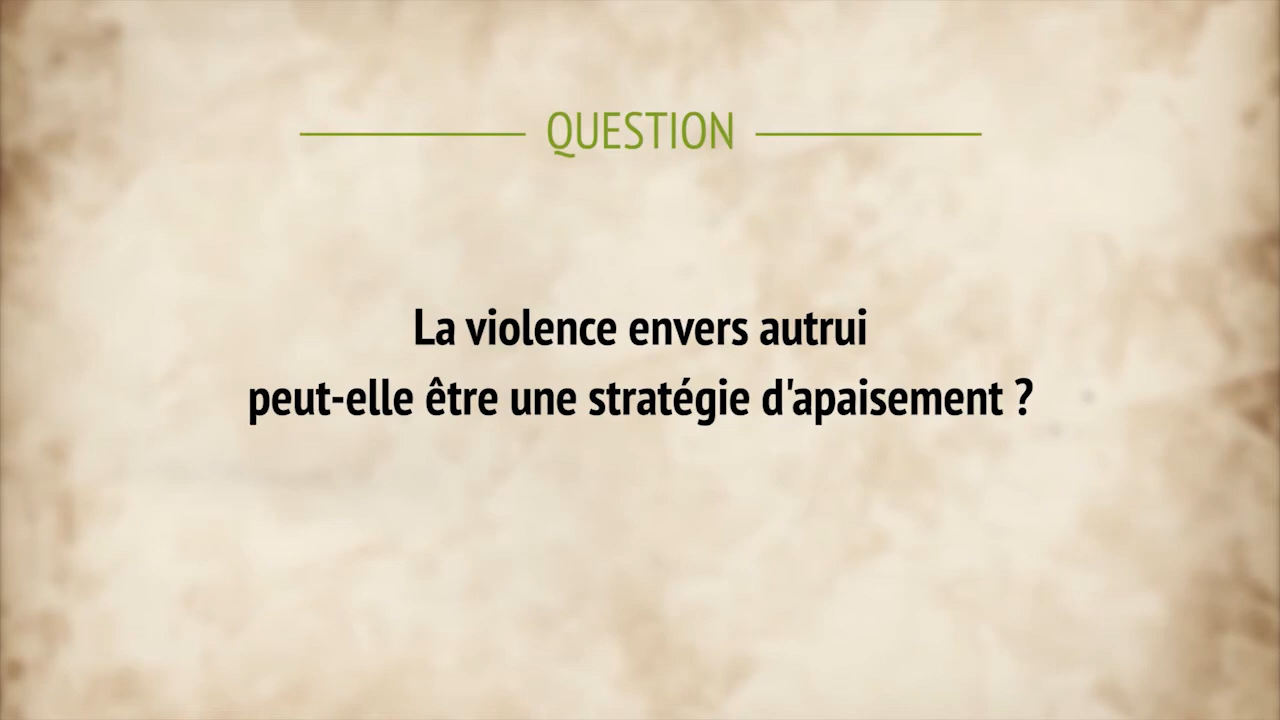 QUESTION
La violence envers autrui
peut-elle être une stratégie d'apaisement ?